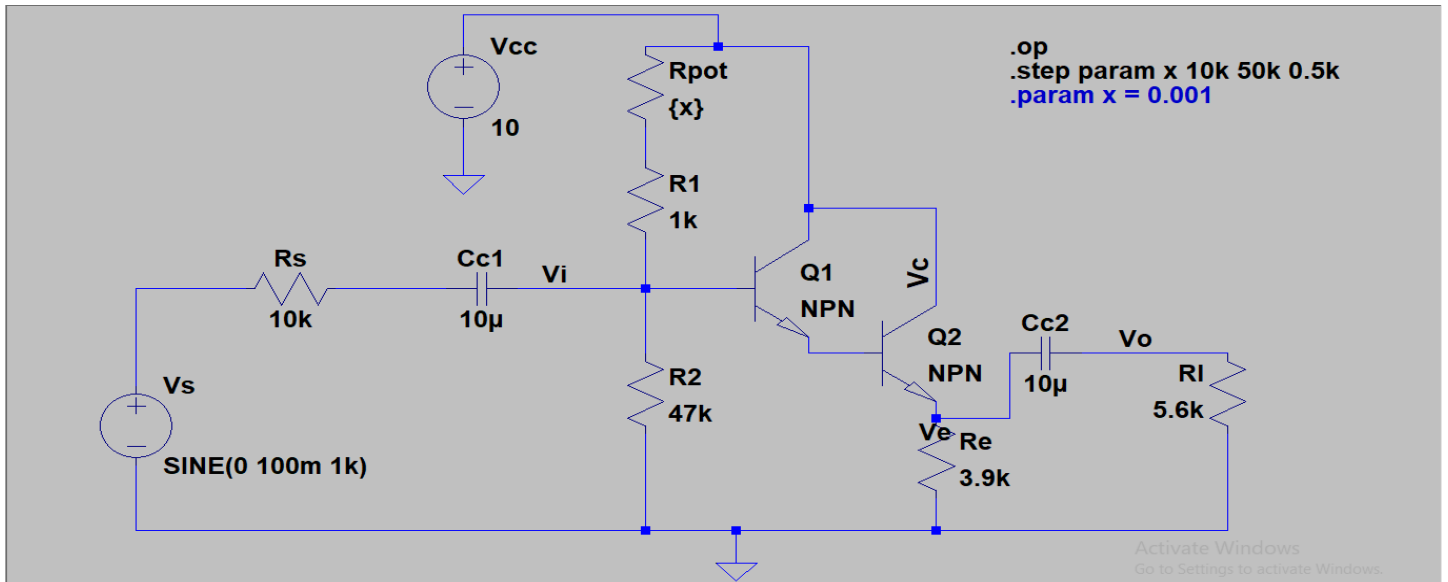 Vcc
10
Rpot
{x}
.op
.step param x 10k 50k 0.5k
.param x = 0.001
R1
1k
Rs
10k
Cc1
10µ
Vi
Q1
NPN
Vc
Q2
NPN
Cc2
10µ
Vo
Rl
5.6k
Vs
SINE(0 100m 1k)
R2
47k
Ve
Re
3.9k
Activate Windows
Go to Settings to activate Windows.